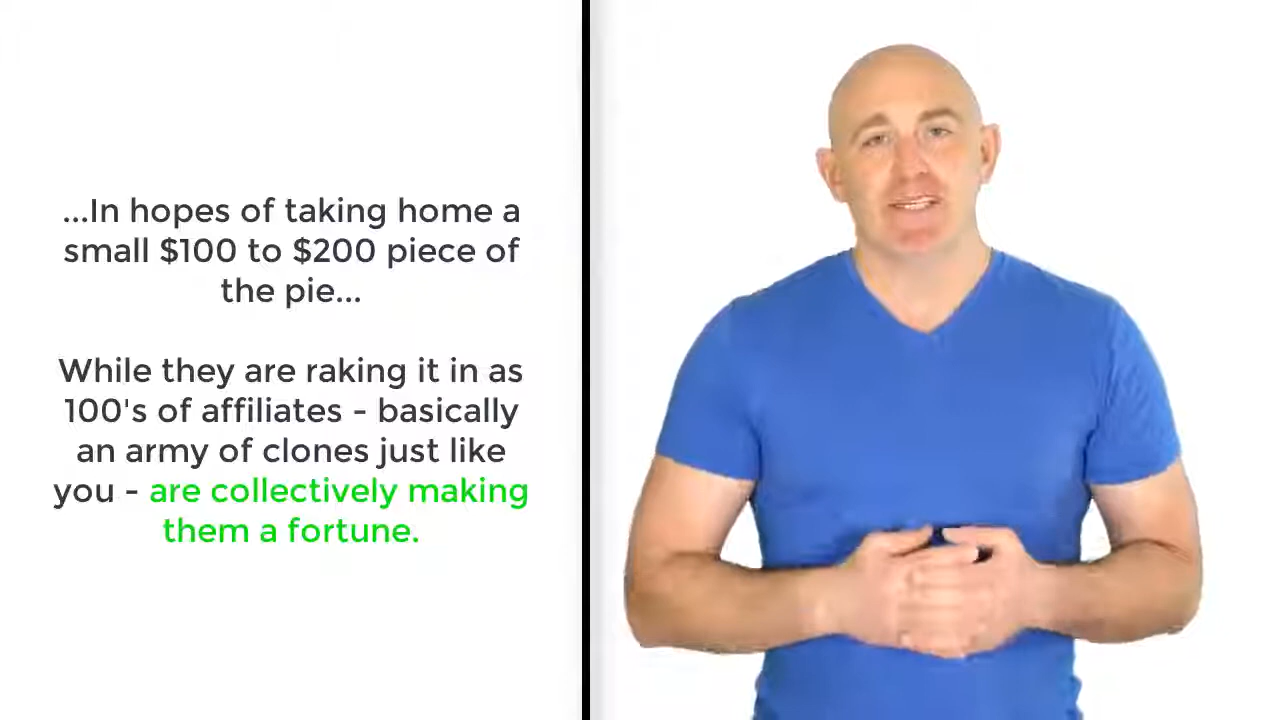 ...In hopes of taking home a
small $100 to $200 piece of
the pie...
While they are raking it in as
100's of affiliates - basically
an army of clones just like
you - are collectively making
them a fortune.